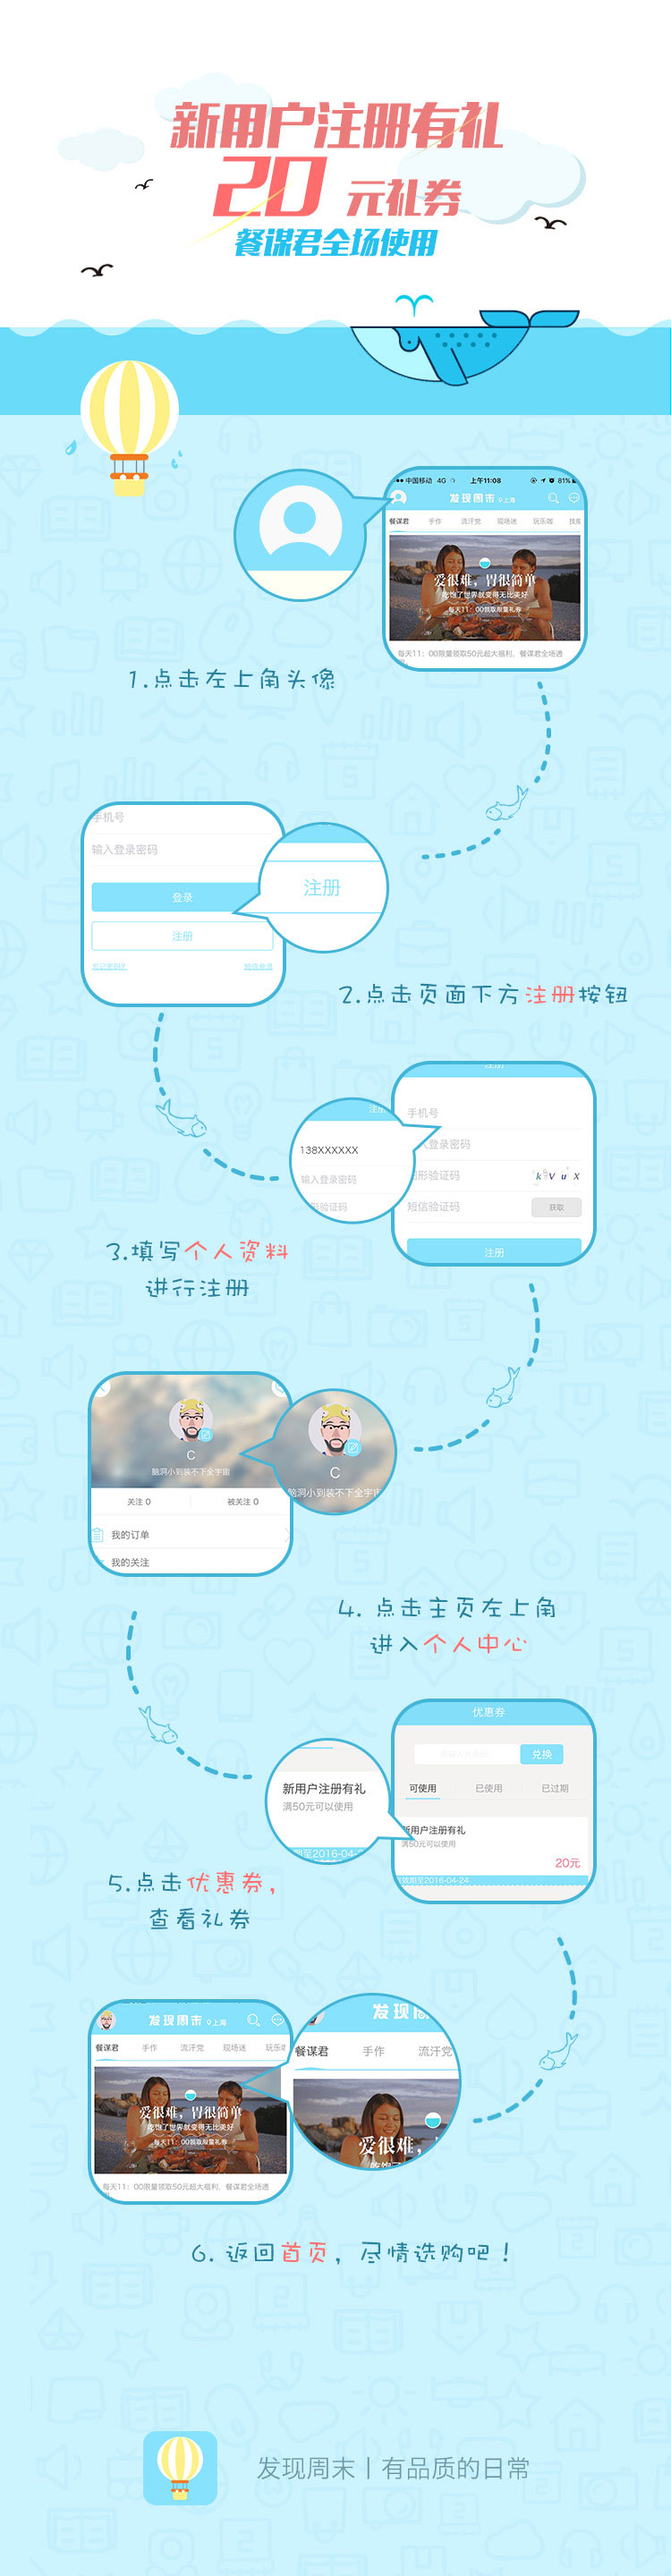 新用户注册有礼
20 元礼券
餐谋君全场使用
中国移动 4G 上午11:08 81%
发现周末 上海
餐谋君 手作 流汗党 现场迷 玩乐咖
爱很难，胃很简单
吃饱了世界就变得无比美好
每天11：00领取限量礼券
每天11：00限量领取50元超大福利，餐谋君全场通
1.点击左上角头像
手机号
输入登录密码
登录
注册
忘记密码?
短信登录
注册
2.点击页面下方注册按钮
注册
手机号
入登录密码
图形验证码
kVuX
短信验证码
获取
注册
注册
138XXXXXX
输入登录密码
验证码
3.填写个人资料
进行注册
C
脑洞小到装不下全宇宙
关注 0
被关注 0
我的订单
我的关注
C
脑洞小到装不下全宇宙
4. 点击主页左上角
进入个人中心
优惠券
兑换
可使用 已使用 已过期
新用户注册有礼
满50元可以使用
20元
有效期至2016-04-24
新用户注册有礼
满50元可以使用
期至2016-04-2
5.点击优惠券，
查看礼券
发现周末 上海
餐谋君 手作 流汗党 现场迷 玩乐咖
爱很难，胃很简单
吃饱了世界就变得无比美好
每天11：00领取限量礼券
每天11：00限量领取50元超大福利，餐谋君全场通
发现周
餐谋君 手作 流汗党
爱很难，
6. 返回首页，尽情选购吧！
发现周末丨有品质的日常